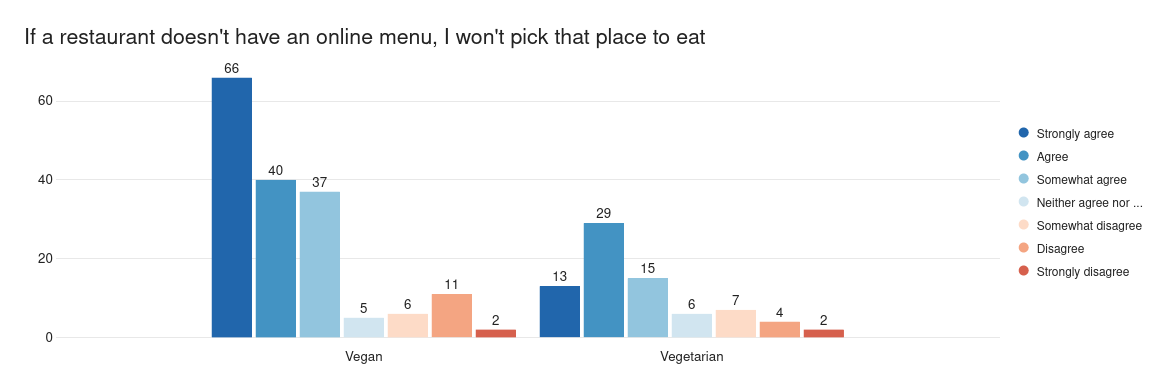 If a restaurant doesn't have an online menu, I won't pick that place to eat
66
60
40
40
37
29
20
15
13
11
5
6
2
6
7
4
2
0
Vegan
Vegetarian
Strongly agree
Agree
Somewhat agree
Neither agree nor ...
Somewhat disagree
Disagree
Strongly disagree